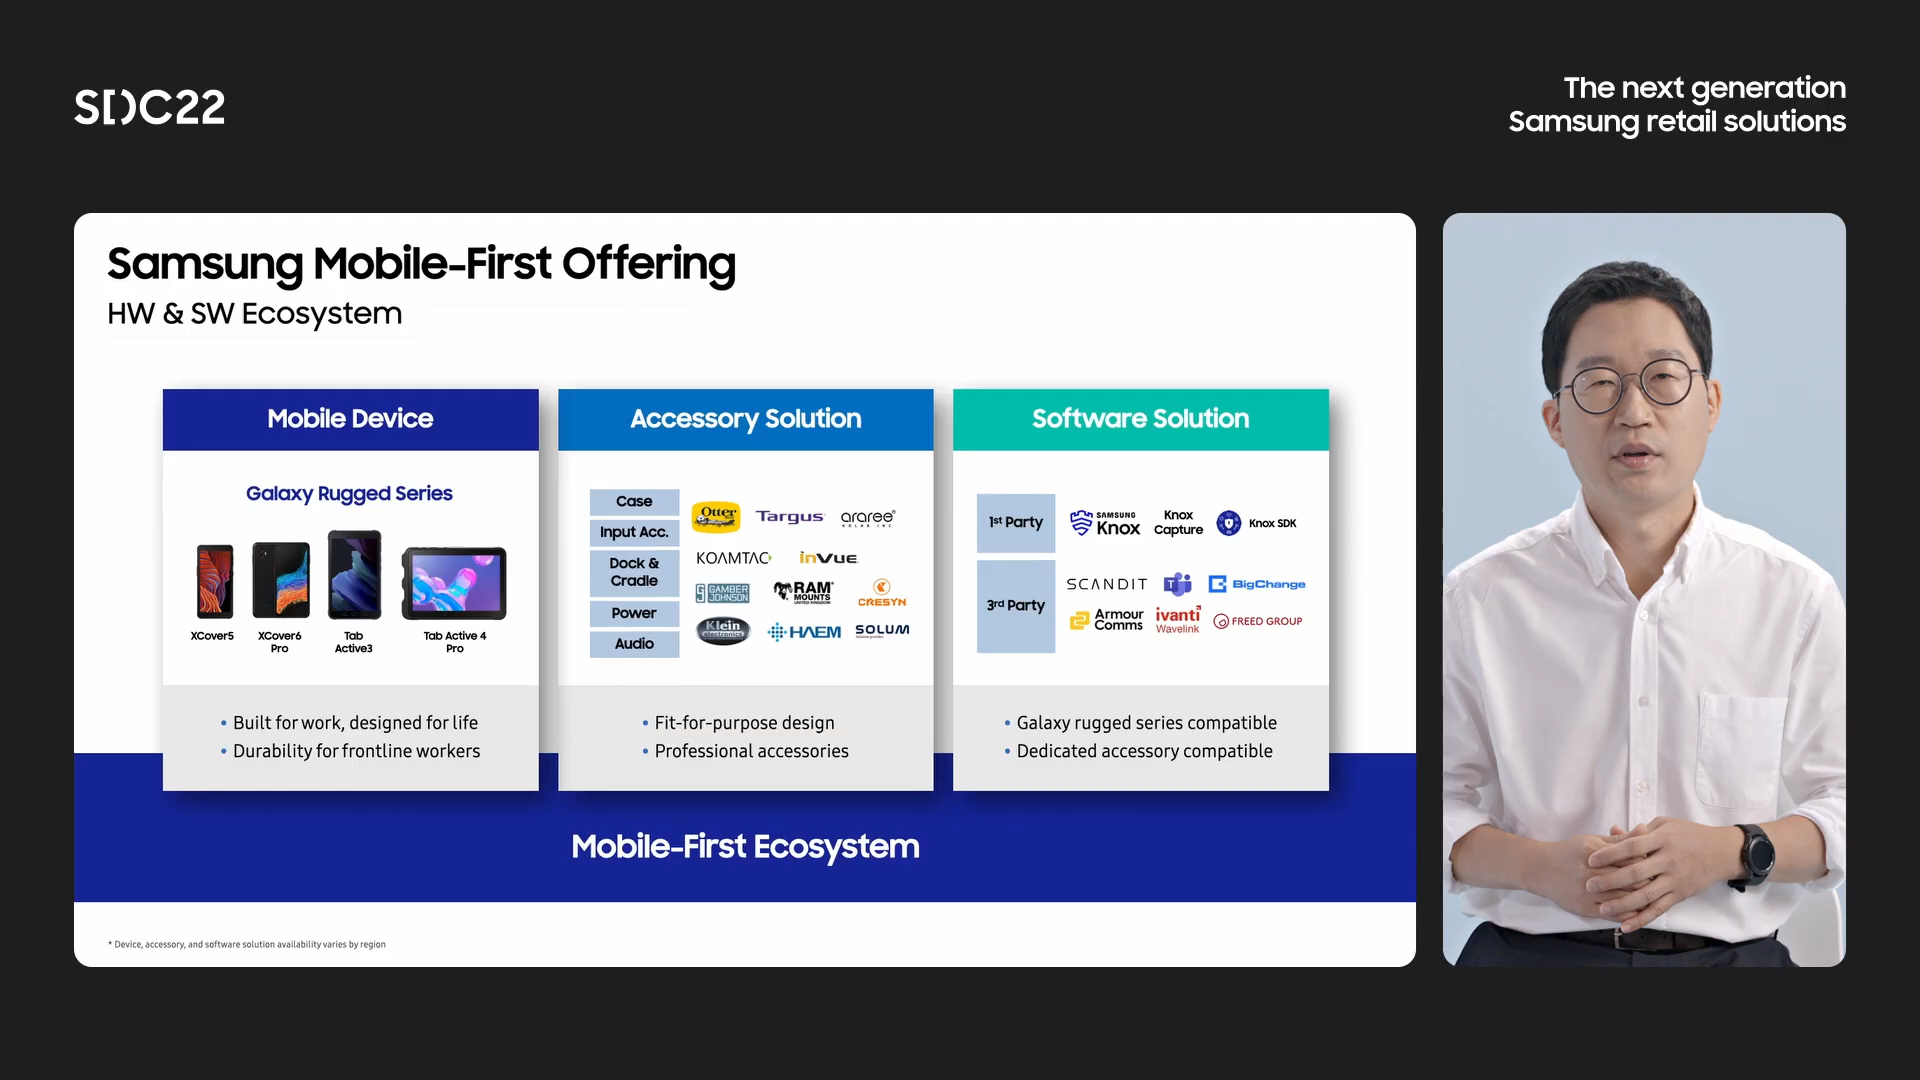 SDC22
The next generation
Samsung retail solutions
Samsung Mobile-First Offering
HW & SW Ecosystem
Mobile Device
Galaxy Rugged Series
XCover5
XCover6
Pro
Tab
Active3
Tab Active 4
Pro
• Built for work, designed for life
• Durability for frontline workers
Accessory Solution
Case
Input Acc.
Dock &
Cradle
Power
Audio
Otter
Targus
araree
KOLAB INC
KOAMTAC
inVue
GAMBER
JOHNSON
RAM
MOUNTS
UNITED KINGDOM
CRESYN
Klein
electronics
HAEM
SOLUM
• Fit-for-purpose design
• Professional accessories
Software Solution
1st Party
SAMSUNG
Knox
Knox
Capture
Knox SDK
3rd Party
SCANDIT
BigChange
Armour
Comms
ivanti
Wavelink
FREED GROUP
• Galaxy rugged series compatible
• Dedicated accessory compatible
Mobile-First Ecosystem
* Device, accessory, and software solution availability varies by region